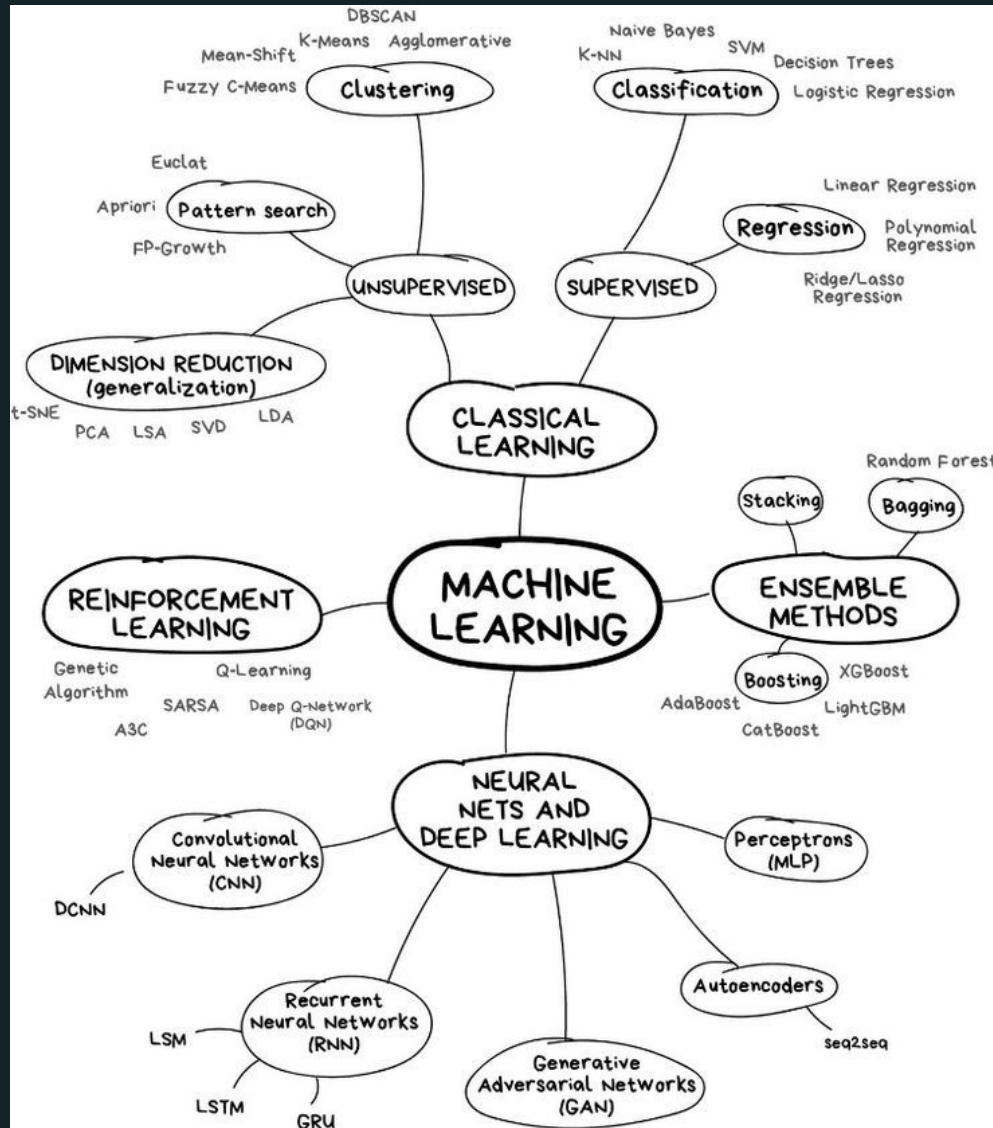 DBSCAN
K-Means
Agglomerative
Mean-Shift
Fuzzy C-Means
Clustering
Naive Bayes
SVM
K-NN
Decision Trees
Classification
Logistic Regression
Euclat
Apriori
Pattern search
FP-Growth
Linear Regression
Regression
Polynomial
Regression
Ridge/Lasso
Regression
UNSUPERVISED
SUPERVISED
DIMENSION REDUCTION
(generalization)
t-SNE
PCA
LSA
SVD
LDA
CLASSICAL
LEARNING
Random Forest
Stacking
Bagging
MACHINE
LEARNING
REINFORCEMENT
LEARNING
ENSEMBLE
METHODS
Genetic
Algorithm
Q-Learning
SARSA
Deep Q-Network
(DQN)
A3C
Boosting
XGBoost
AdaBoost
LightGBM
CatBoost
NEURAL
NETS AND
DEEP LEARNING
Convolutional
Neural Networks
(CNN)
DCNN
Perceptrons
(MLP)
Recurrent
Neural Networks
(RNN)
LSM
LSTM
GRU
Autoencoders
seq2seq
Generative
Adversarial Networks
(GAN)